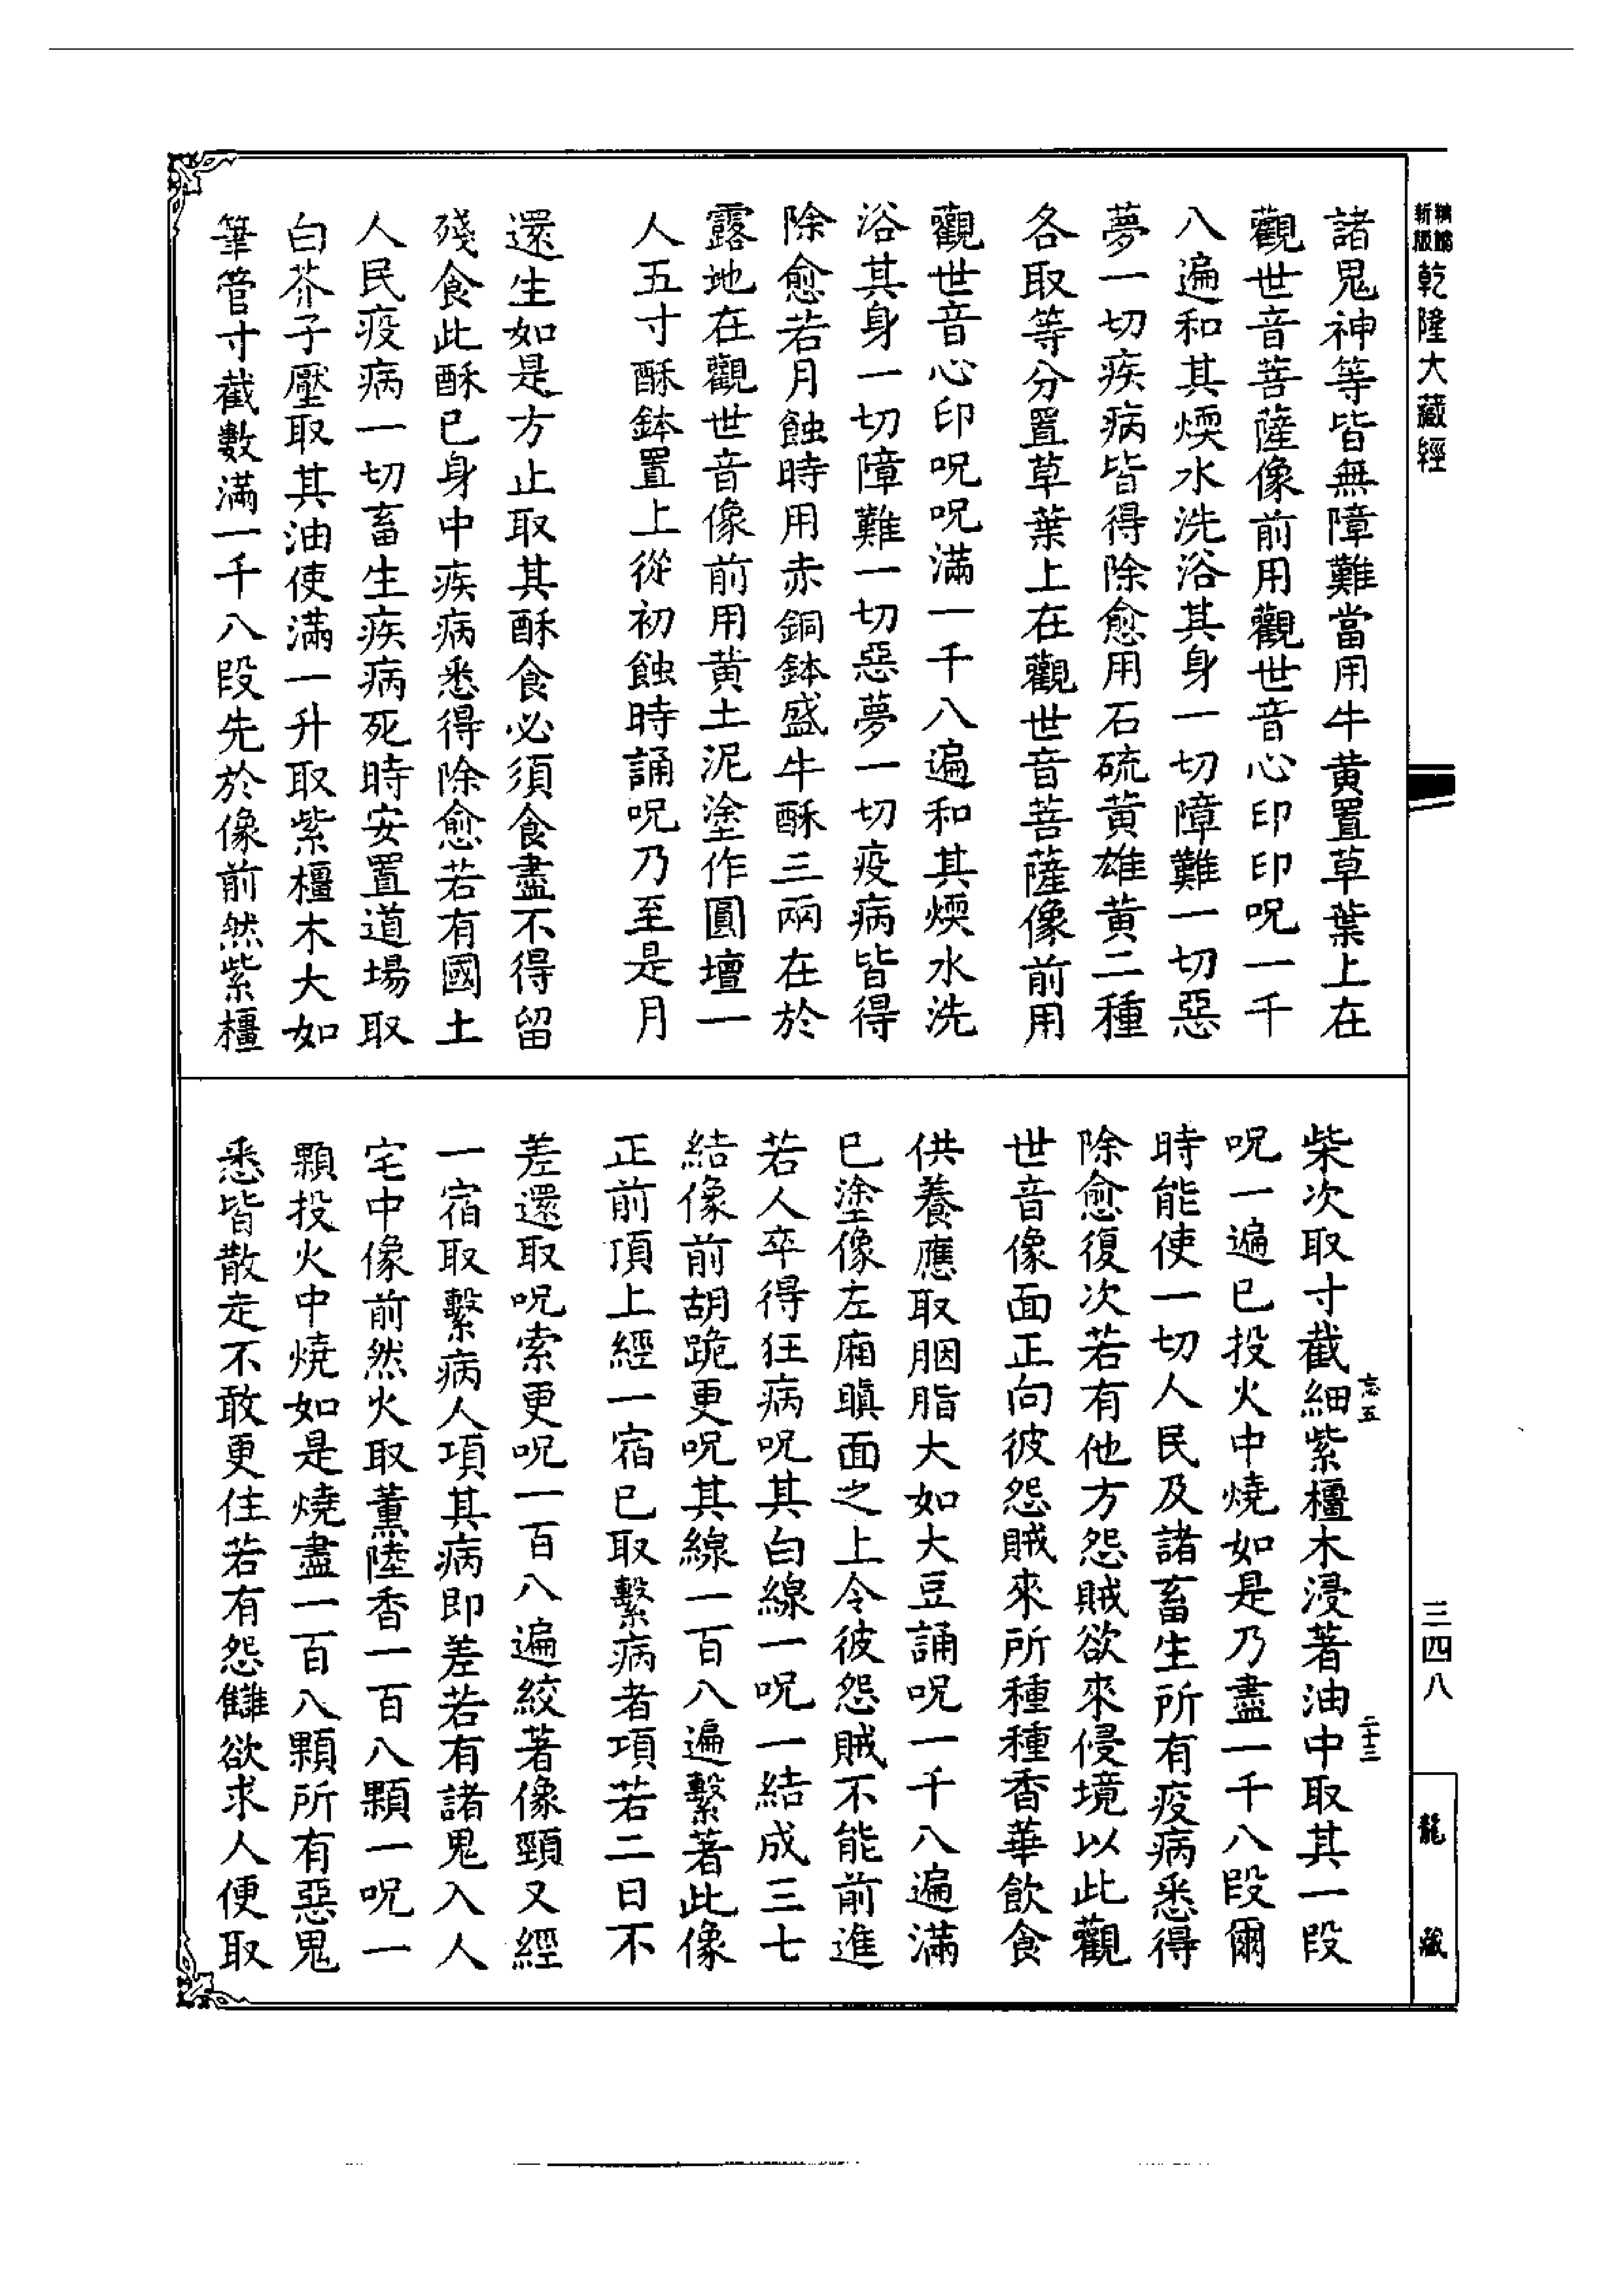 精縮
新版
乾隆大藏經
諸鬼神等皆無障難當用牛黄置草葉上在
觀世音菩薩像前用觀世音心印印呪一千
八遍和其煗水洗浴其身一切障難一切惡
夢一切疾病皆得除愈用石硫黄雄黄二種
各取等分置草葉上在觀世音菩薩像前用
觀世音心印呪呪滿一千八遍和其煗水洗
浴其身一切障難一切惡夢一切疫病皆得
除愈若月蝕時用赤銅鉢盛牛酥三兩在於
露地在觀世音像前用黄土泥塗作圓壇一
人五寸酥鉢置上從初蝕時誦呪乃至是月
還生如是方止取其酥食必須食盡不得留
殘食此酥已身中疾病悉得除愈若有國土
人民疫病一切畜生疾病死時安置道場取
白芥子壓取其油使滿一升取紫橿木大如
筆管寸截數滿一千八段先於像前然紫橿
柴次取寸截細紫橿木浸著油中取其一段
呪一遍已投火中燒如是乃盡一千八段爾
時能使一切人民及諸畜生所有疫病悉得
除愈復次若有他方怨賊欲來侵境以此觀
世音像面正向彼怨賊來所種種香華飲食
供養應取胭脂大如大豆誦呪一千八遍滿
已塗像左廂瞋面之上令彼怨賊不能前進
若人卒得狂病呪其白線一呪一結成三七
結像前胡跪更呪其線一百八遍繫著此像
正前頂上經一宿已取繫病者項若二日不
差還取呪索更呪一百八遍絞著像頸又經
一宿取繫病人項其病即差若有諸鬼入人
宅中像前然火取薰陸香一百八顆一呪一
顆投火中燒如是燒盡一百八顆所有惡鬼
悉皆散走不敢更住若有怨讎欲求人便取
忘五
二十三
三四八
龍藏